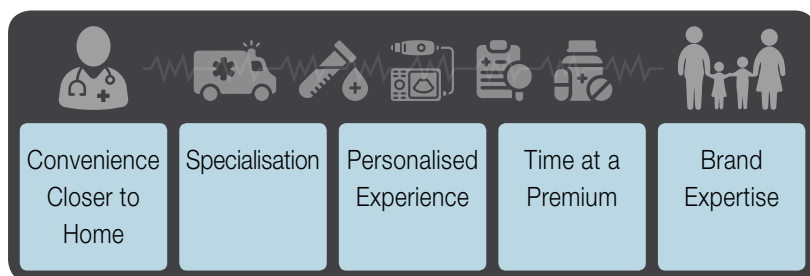 Convenience
Closer to
Home
Specialisation
Personalised
Experience
Time at a
Premium
Brand
Expertise